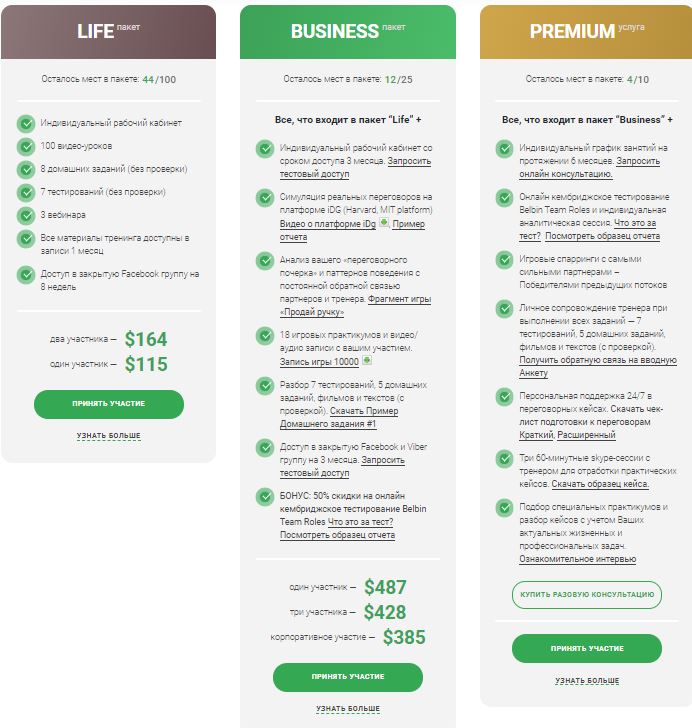 LIFE пакет
Осталось мест в пакете: 44/100
Индивидуальный рабочий кабинет
100 видео-уроков
8 домашних заданий (без проверки)
7 тестирований (без проверки)
3 вебинара
Все материалы тренинга доступны в
записи 1 месяц
Доступ в закрытую Facebook группу на
8 недель
два участника — $164
один участник — $115
ПРИНЯТЬ УЧАСТИЕ
УЗНАТЬ БОЛЬШЕ
BUSINESS пакет
Осталось мест в пакете: 12/25
Все, что входит в пакет “Life” +
Индивидуальный рабочий кабинет со
сроком доступа 3 месяца. Запросить
тестовый доступ
Симуляция реальных переговоров на
платформе iDG (Harvard, MIT platform)
Видео о платформе iDg , Пример
отчета
Анализ вашего «переговорного
почерка» и паттернов поведения с
постоянной обратной связью
партнеров и тренера. Фрагмент игры
«Продай ручку»
18 игровых практикумов и видео/
аудио записи с вашим участием.
Запись игры 10000
Разбор 7 тестирований, 5 домашних
заданий, фильмов и текстов (с
проверкой). Скачать Пример
Домашнего задания #1
Доступ в закрытую Facebook и Viber
группу на 3 месяца. Запросить
тестовый доступ
БОНУС: 50% скидки на онлайн
кембриджское тестирование Belbin
Team Roles Что это за тест?
Посмотреть образец отчета
один участник — $487
три участника — $428
корпоративное участие — $385
ПРИНЯТЬ УЧАСТИЕ
УЗНАТЬ БОЛЬШЕ
PREMIUM услуга
Осталось мест в пакете: 4/10
Все, что входит в пакет “Business” +
Индивидуальный график занятий на
протяжении 6 месяцев. Запросить
онлайн консультацию.
Онлайн кембриджское тестирование
Belbin Team Roles и индивидуальная
аналитическая сессия. Что это за
тест? Посмотреть образец отчета
Игровые спарринги с самыми
сильными партнерами –
Победителями предыдущих потоков
Личное сопровождение тренера при
выполнении всех заданий — 7
тестирований, 5 домашних заданий,
фильмов и текстов (с проверкой).
Получить обратную связь на вводную
Анкету
Персональная поддержка 24/7 в
переговорных кейсах. Скачать чек-
лист подготовки к переговорам
Краткий, Расширенный
Три 60-минутные skype-сессии с
тренером для отработки практических
кейсов. Скачать образец кейса.
Подбор специальных практикумов и
разбор кейсов с учетом Ваших
актуальных жизненных и
профессиональных задач.
Ознакомительное интервью
КУПИТЬ РАЗОВУЮ КОНСУЛЬТАЦИЮ
ПРИНЯТЬ УЧАСТИЕ
УЗНАТЬ БОЛЬШЕ